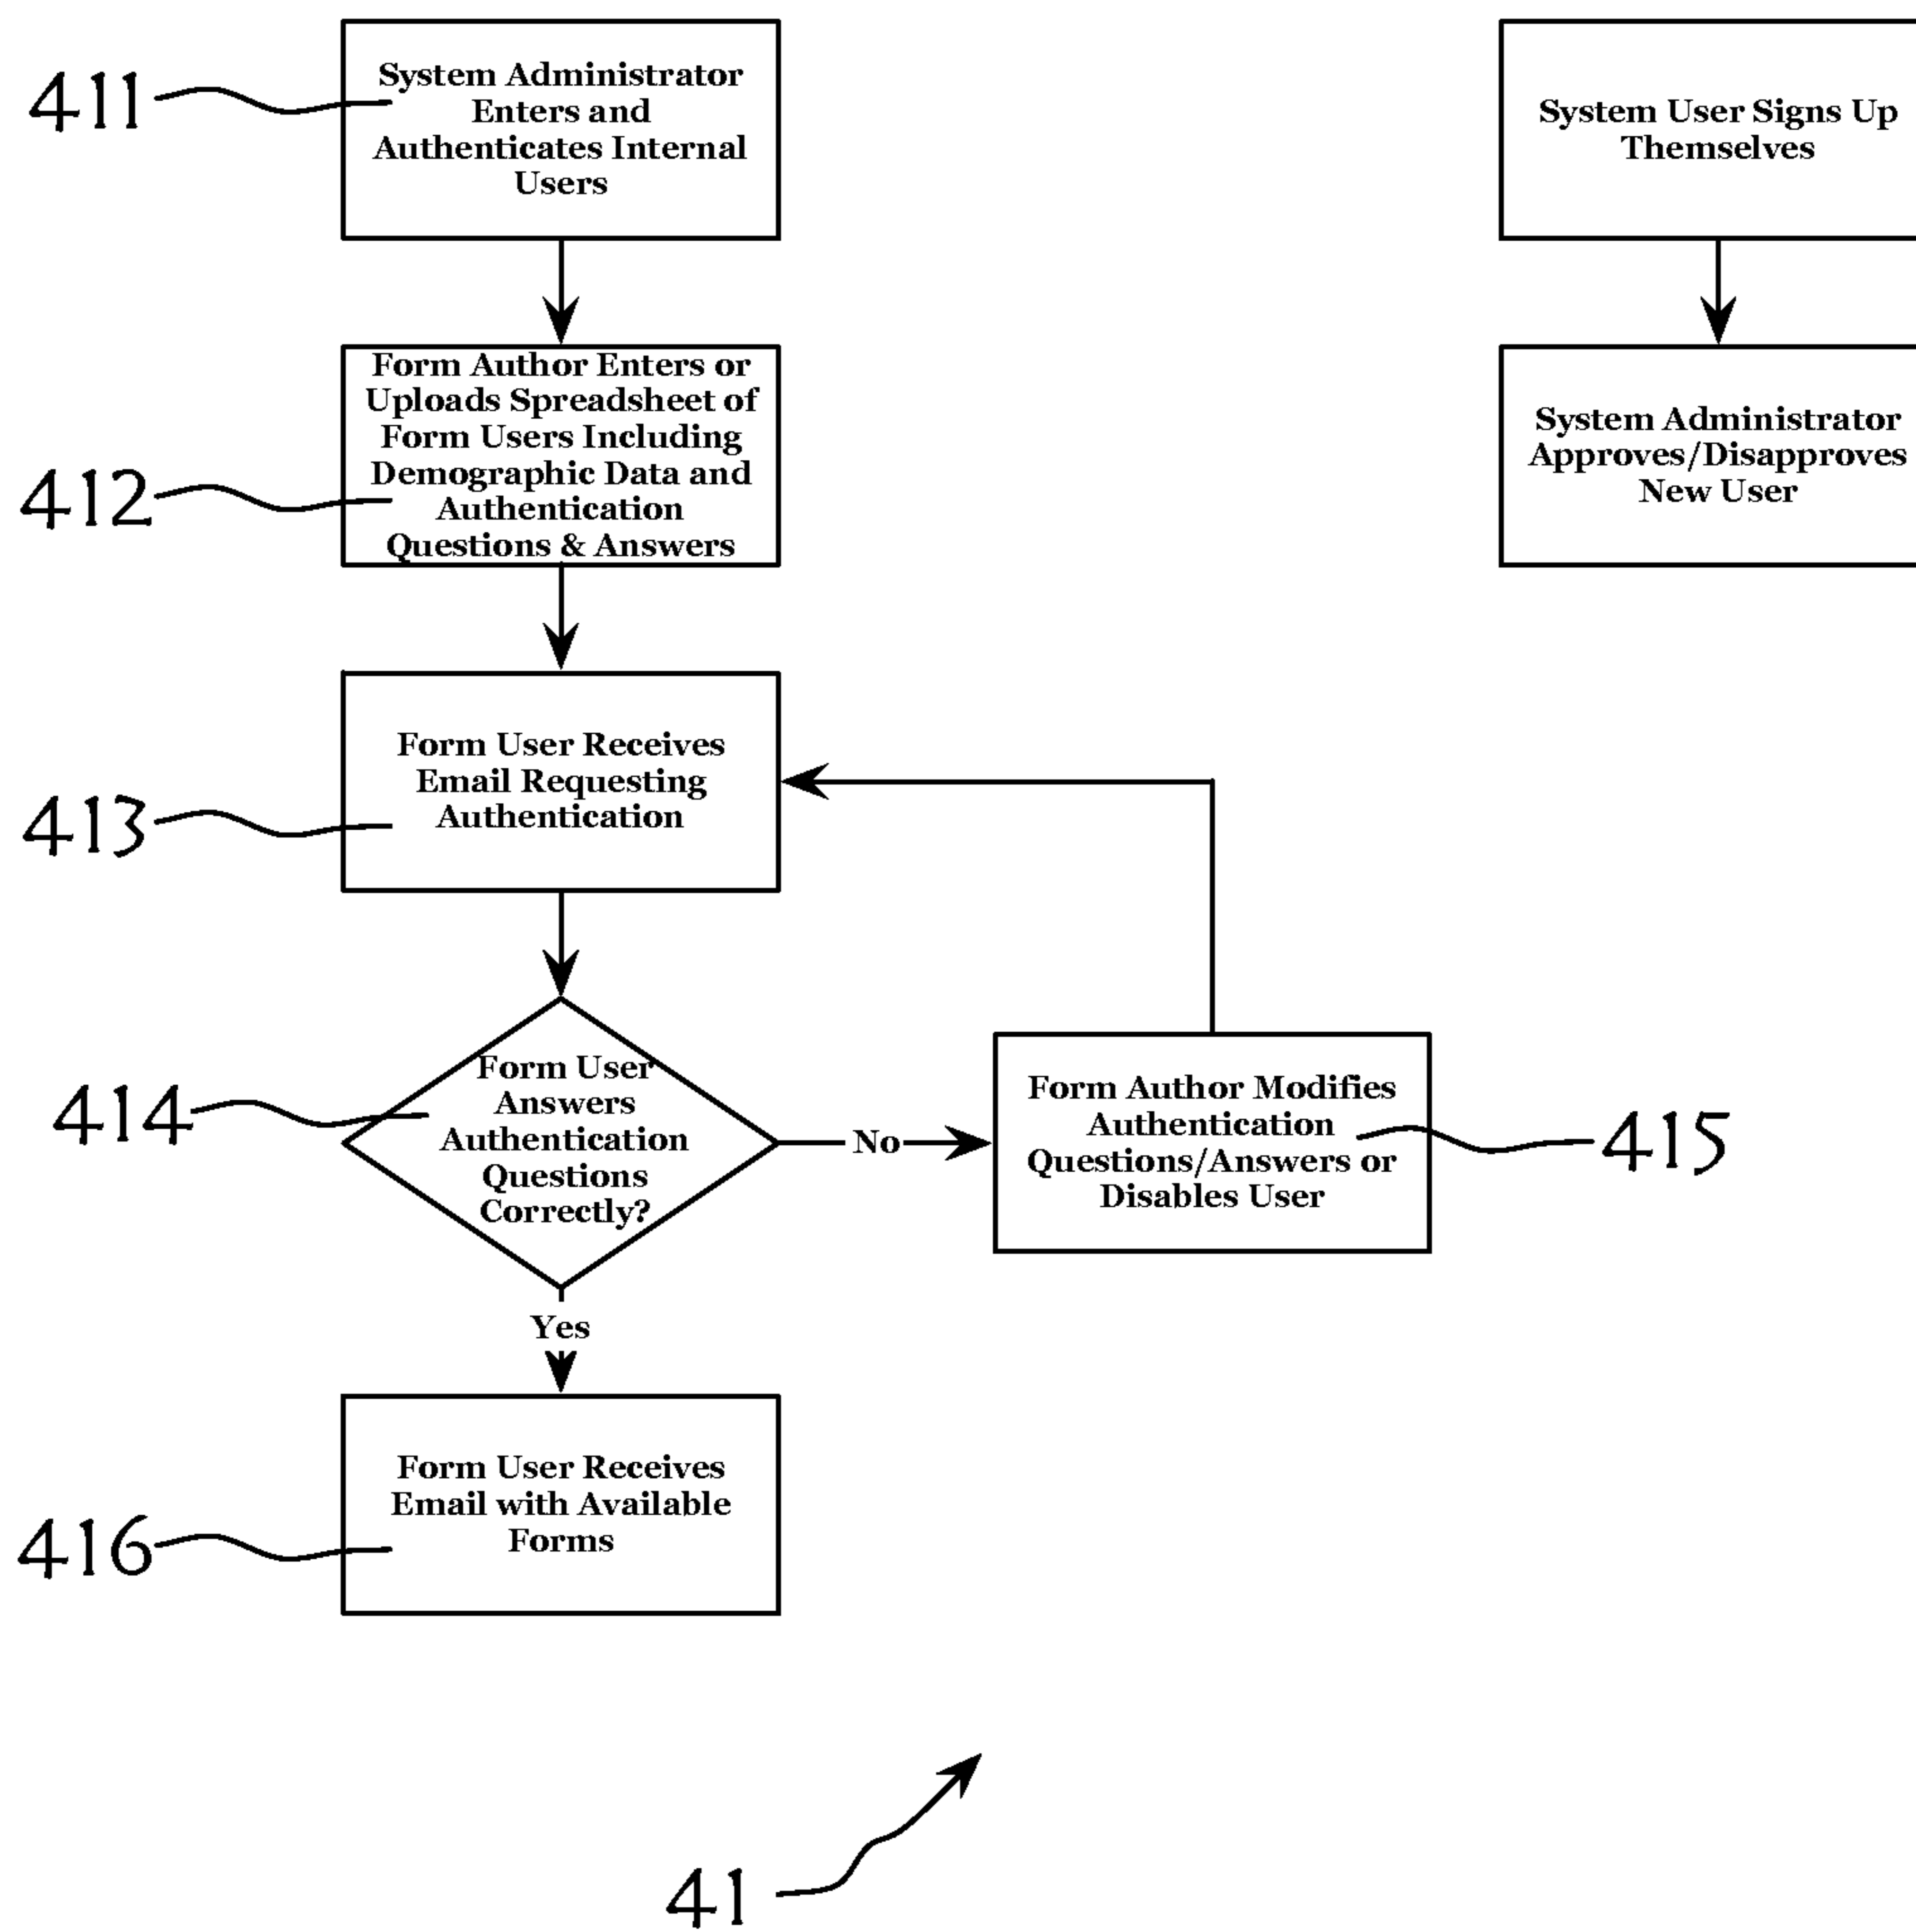 411
System Administrator
Enters and
Authenticates Internal
Users
System User Signs Up
Themselves
412
Form Author Enters or
Uploads Spreadsheet of
Form Users Including
Demographic Data and
Authentication
Questions & Answers
System Administrator
Approves/Disapproves
New User
413
Form User Receives
Email Requesting
Authentication
414
Form User
Answers
Authentication
Questions
Correctly?
No
Form Author Modifies
Authentication
Questions/Answers or
Disables User
415
Yes
416
Form User Receives
Email with Available
Forms
41